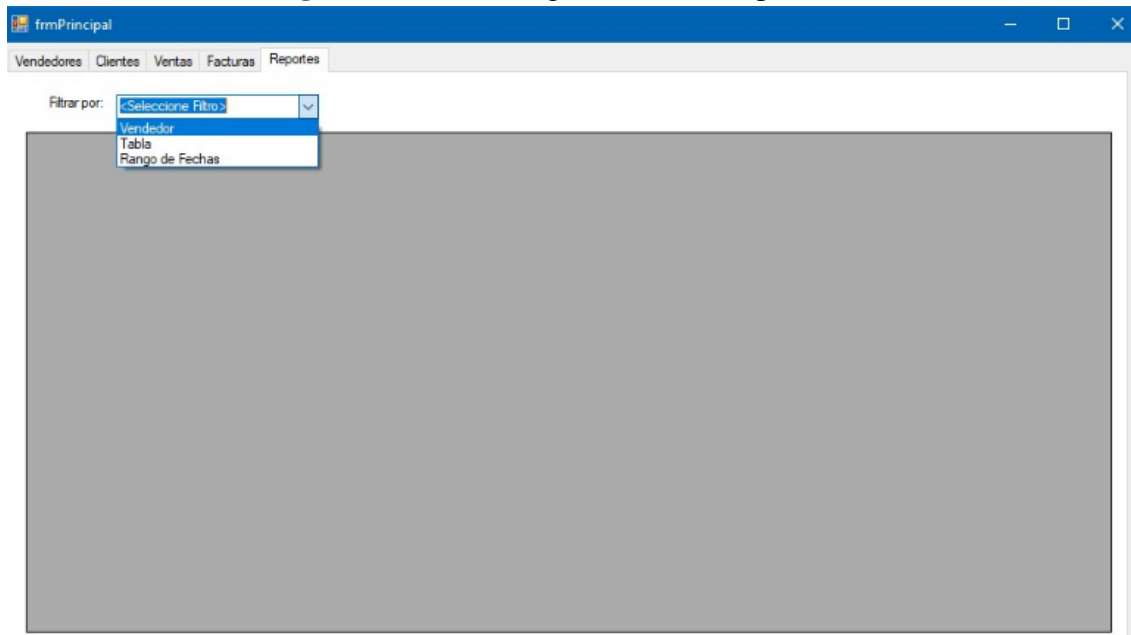 frmPrincipal
Vendedores Clientes Ventas Facturas Reportes
Filtrar por: <Seleccione Filtro>
Vendedor
Tabla
Rango de Fechas